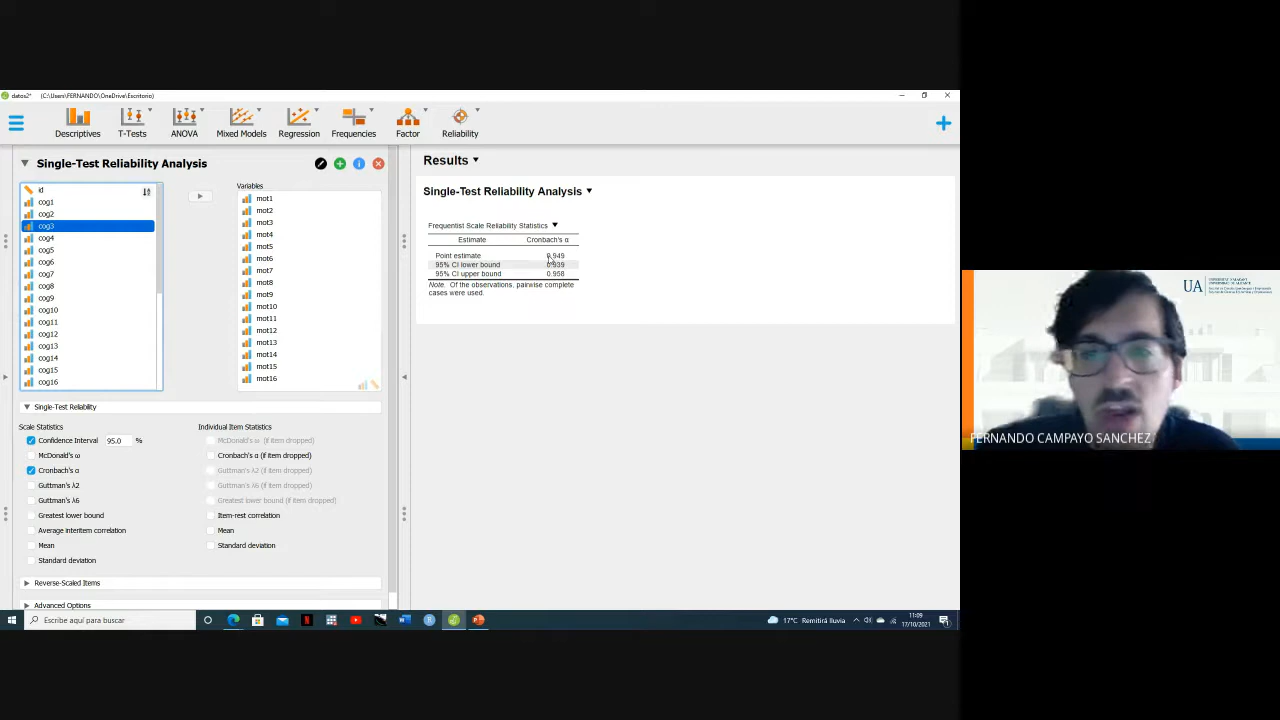 datos2* (C:\Users\FERNANDO\OneDrive\Escritorio)
Descriptives
T-Tests
ANOVA
Mixed Models
Regression
Frequencies
Factor
Reliability
Single-Test Reliability Analysis
id
cog1
cog2
cog3
cog4
cog5
cog6
cog7
cog8
cog9
cog10
cog11
cog12
cog13
cog14
cog15
cog16
Variables
mot1
mot2
mot3
mot4
mot5
mot6
mot7
mot8
mot9
mot10
mot11
mot12
mot13
mot14
mot15
mot16
Single-Test Reliability
Scale Statistics
Confidence Interval 95.0 %
McDonald's ω
Cronbach's α
Guttman's λ2
Guttman's λ6
Greatest lower bound
Average interitem correlation
Mean
Standard deviation
Individual Item Statistics
McDonald's ω (if item dropped)
Cronbach's α (if item dropped)
Guttman's λ2 (if item dropped)
Guttman's λ6 (if item dropped)
Greatest lower bound (if item dropped)
Item-rest correlation
Mean
Standard deviation
Reverse-Scaled Items
Advanced Options
Results
Single-Test Reliability Analysis
Frequentist Scale Reliability Statistics
Estimate Cronbach's α
Point estimate 0.949
95% CI lower bound 0.939
95% CI upper bound 0.958
Note. Of the observations, pairwise complete
cases were used.
Escribe aquí para buscar
17°C Remitirá lluvia
11:09
17/10/2021
UA
FERNANDO CAMPAYO SANCHEZ